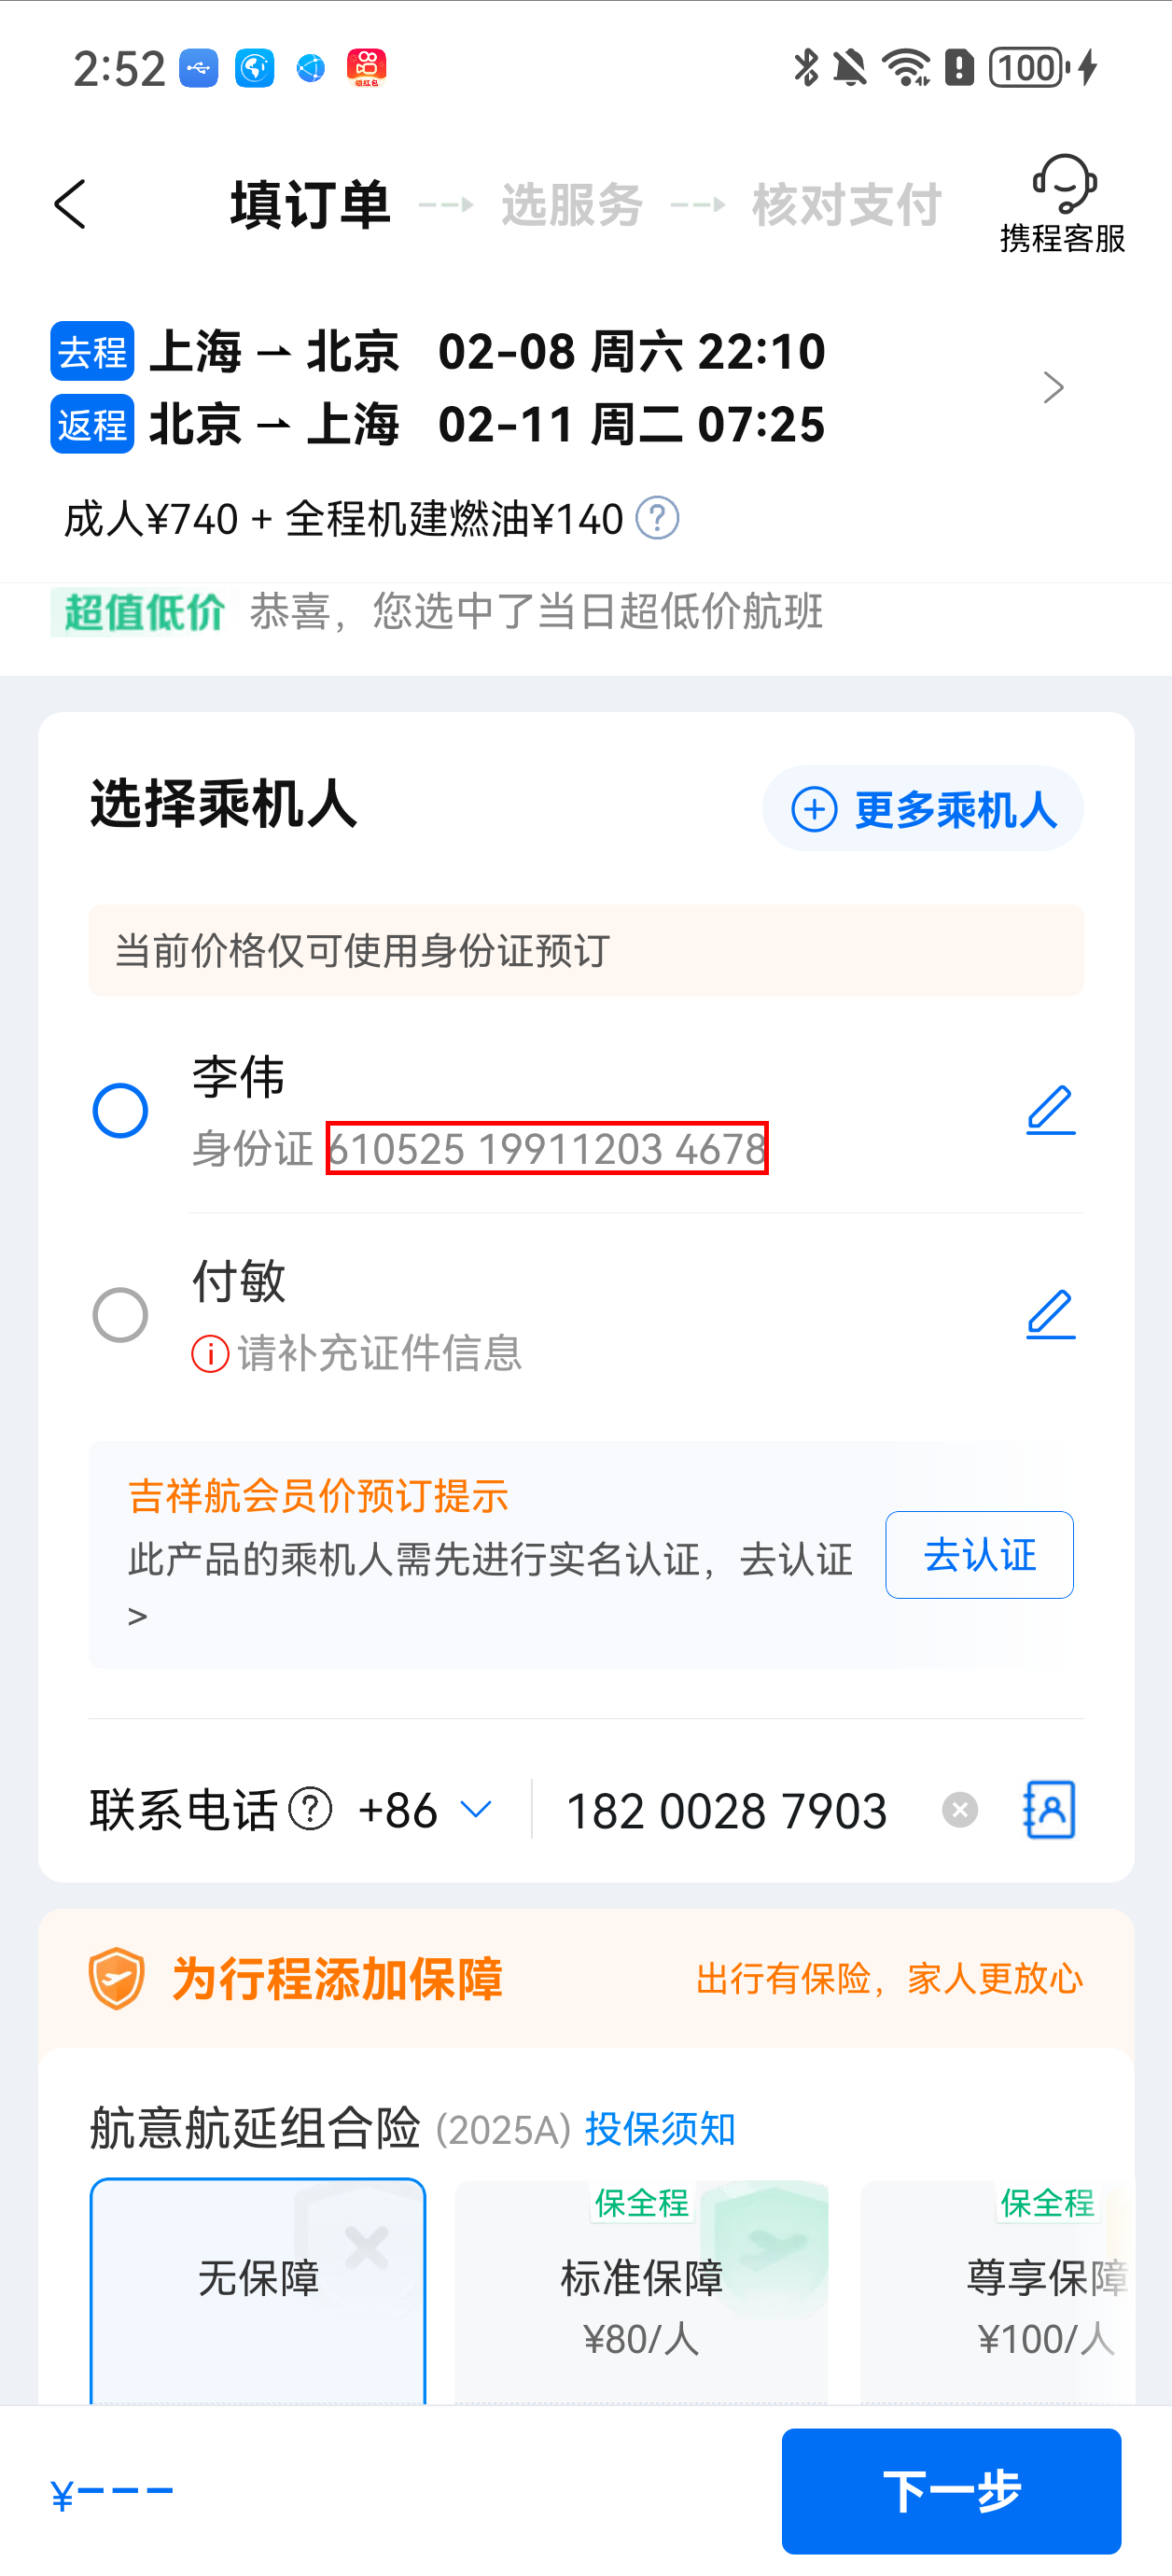 2:52
领红包
100
填订单
选服务
核对支付
携程客服
去程 上海 ⇀ 北京 02-08 周六 22:10
返程 北京 ⇀ 上海 02-11 周二 07:25
成人¥740 + 全程机建燃油¥140 ?
超值低价 恭喜，您选中了当日超低价航班
选择乘机人
更多乘机人
当前价格仅可使用身份证预订
李伟
身份证 610525 19911203 4678
付敏
请补充证件信息
吉祥航会员价预订提示
此产品的乘机人需先进行实名认证，去认证
>
去认证
联系电话 ? +86 182 0028 7903
为行程添加保障
出行有保险，家人更放心
航意航延组合险 (2025A) 投保须知
无保障
保全程
标准保障
¥80/人
保全程
尊享保障
¥100/人
¥---
下一步